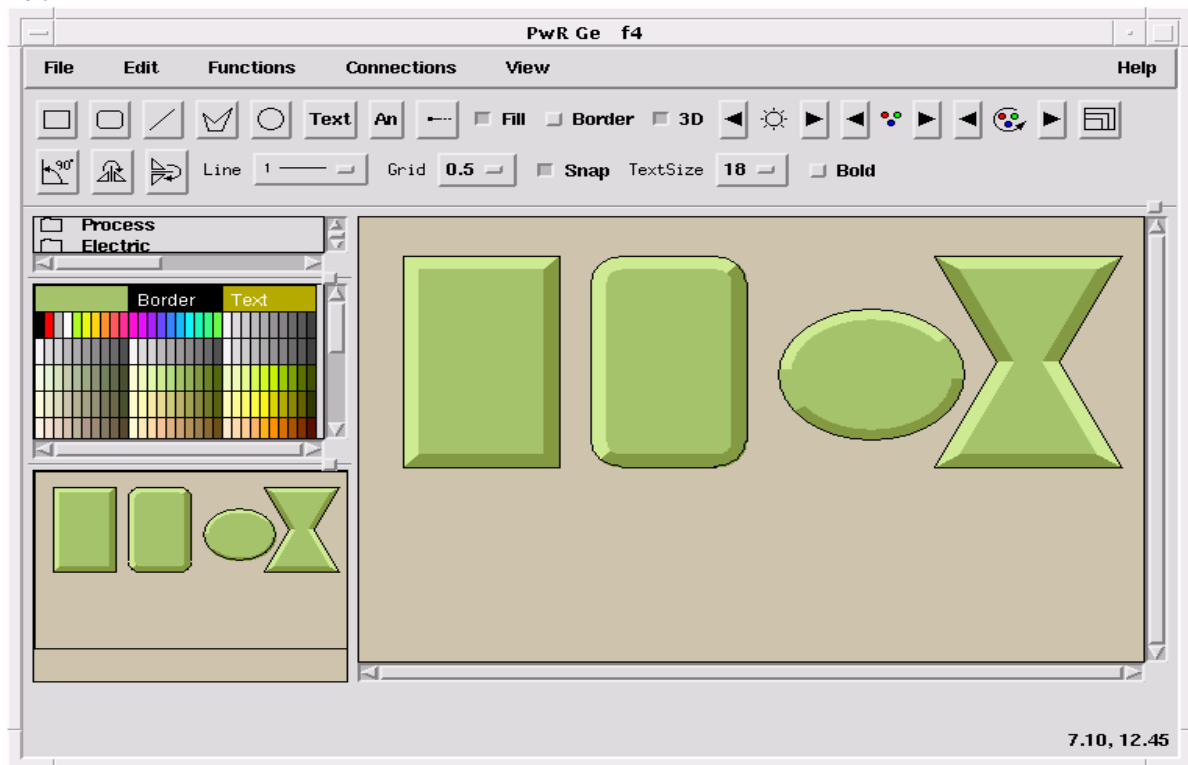 PwR Ge f4
File Edit Functions Connections View Help
Text An Fill Border 3D
90° Line 1 Grid 0.5 Snap TextSize 18 Bold
Process
Electric
Border Text
7.10, 12.45